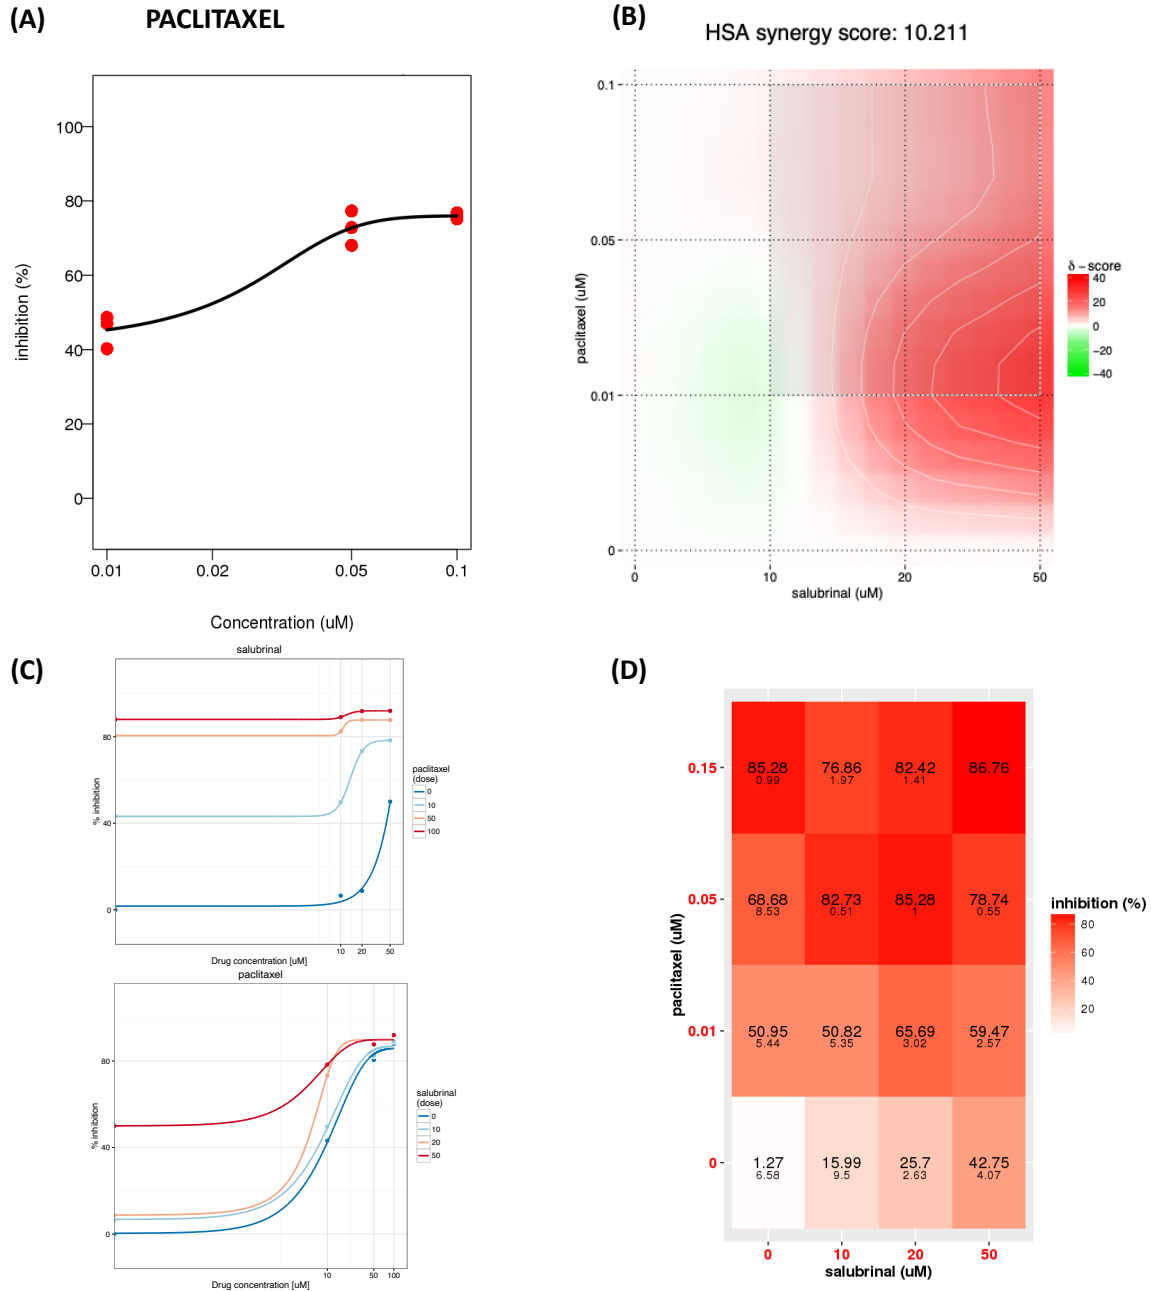 (A)
PACLITAXEL
100
80
60
40
20
0
inhibition (%)
0.01 0.02 0.05 0.1
Concentration (uM)
(B)
HSA synergy score: 10.211
0.1
0.05
0.01
0
paclitaxel (uM)
0 10 20 50
salubrinal (uM)
δ - score
40
20
0
-20
-40
(C)
salubrinal
80
40
0
% inhibition
10 20 50
Drug concentration [uM]
paclitaxel
(dose)
0
10
50
100
paclitaxel
80
40
0
% inhibition
10 50 100
Drug concentration [uM]
salubrinal
(dose)
0
10
20
50
(D)
0.15
85.28 76.86 82.42 86.76
0.99 1.97 1.41
0.05
68.68 82.73 85.28 78.74
8.53 0.51 1 0.55
0.01
50.95 50.82 65.69 59.47
5.44 5.35 3.02 2.57
0
1.27 15.99 25.7 42.75
6.58 9.5 2.63 4.07
paclitaxel (uM)
0 10 20 50
salubrinal (uM)
inhibition (%)
80
60
40
20